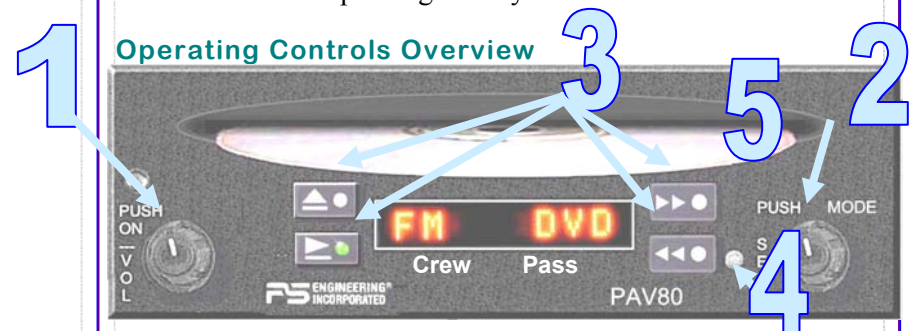 Operating Controls Overview
1
3
5
2
4
PUSH
ON
VOL
FM DVD
Crew Pass
PS ENGINEERING®
INCORPORATED
PAV80
PUSH MODE